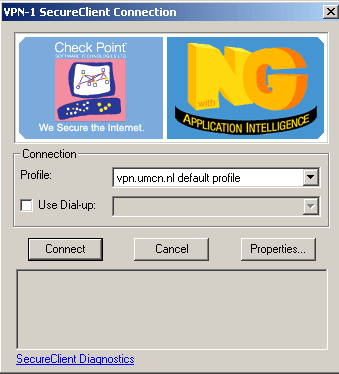 VPN-1 SecureClient Connection
Check Point
SOFTWARE TECHNOLOGIES LTD.
We Secure the Internet.
NG
with
APPLICATION INTELLIGENCE
Connection
Profile:
vpn.umcn.nl default profile
Use Dial-up:
Connect
Cancel
Properties...
SecureClient Diagnostics